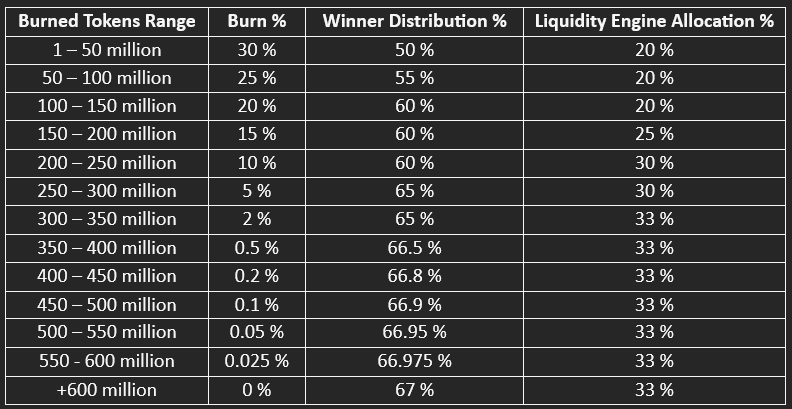 Burned Tokens Range Burn % Winner Distribution % Liquidity Engine Allocation %
1 – 50 million 30 % 50 % 20 %
50 – 100 million 25 % 55 % 20 %
100 – 150 million 20 % 60 % 20 %
150 – 200 million 15 % 60 % 25 %
200 – 250 million 10 % 60 % 30 %
250 – 300 million 5 % 65 % 30 %
300 – 350 million 2 % 65 % 33 %
350 – 400 million 0.5 % 66.5 % 33 %
400 – 450 million 0.2 % 66.8 % 33 %
450 – 500 million 0.1 % 66.9 % 33 %
500 – 550 million 0.05 % 66.95 % 33 %
550 - 600 million 0.025 % 66.975 % 33 %
+600 million 0 % 67 % 33 %